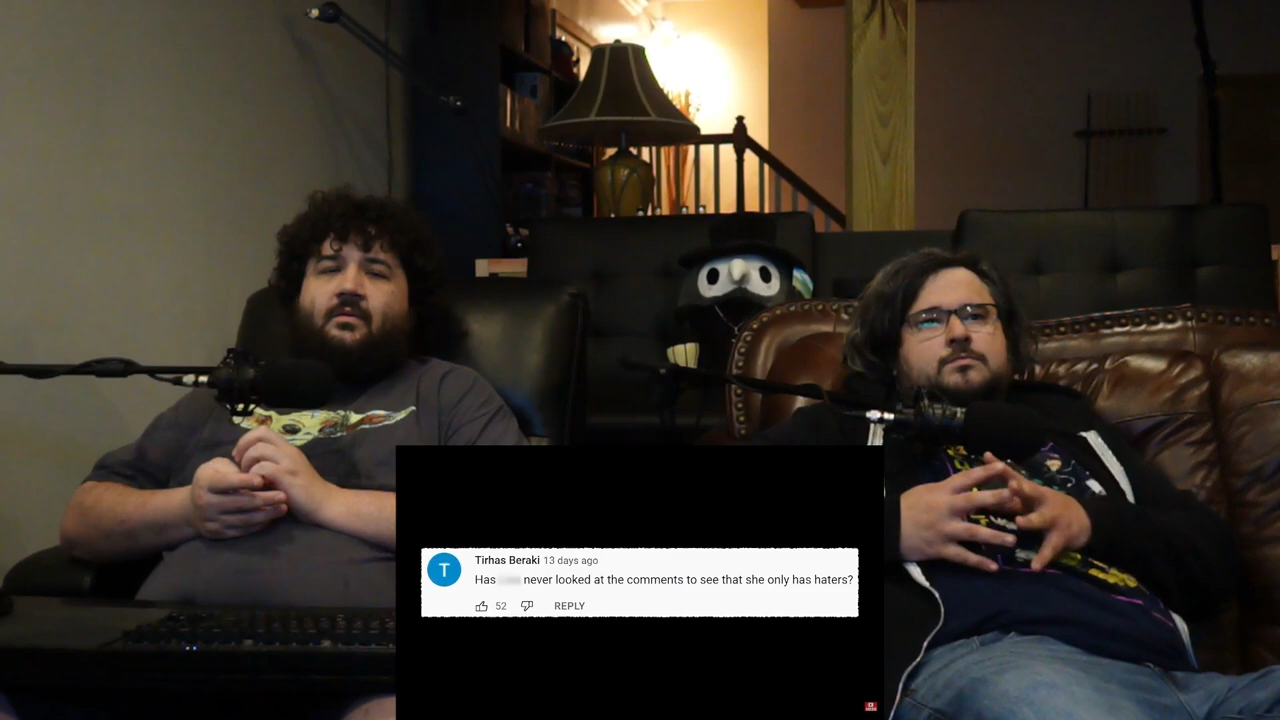 Tirhas Beraki 13 days ago
Has never looked at the comments to see that she only has haters?
52 REPLY
T